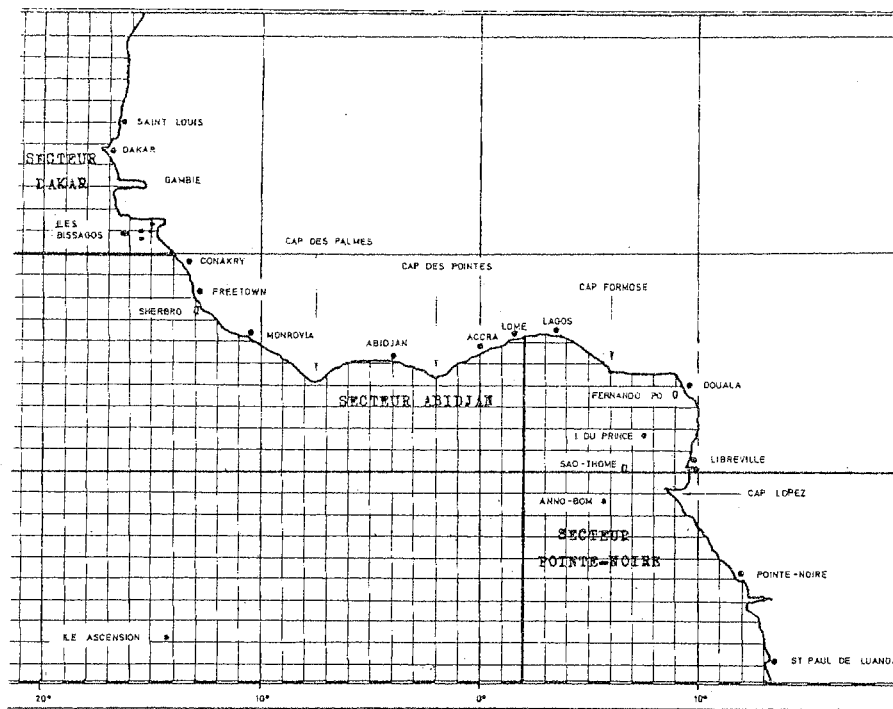 SAINT LOUIS
DAKAR
SECTEUR
DAKAR
GAMBIE
ILES
BISSAGOS
CONAKRY
CAP DES PALMES
CAP DES POINTES
FREETOWN
CAP FORMOSE
SHERBRO
MONROVIA
ABIDJAN
ACCRA
LOME
LAGOS
SECTEUR ABIDJAN
DOUALA
FERNANDO PO
I DU PRINCE
LIBREVILLE
SAO-THOME
CAP LOPEZ
ANNO-BOM
SECTEUR
POINTE-NOIRE
POINTE-NOIRE
ILE ASCENSION
ST PAUL DE LUANDA
20°
10°
0°
10°